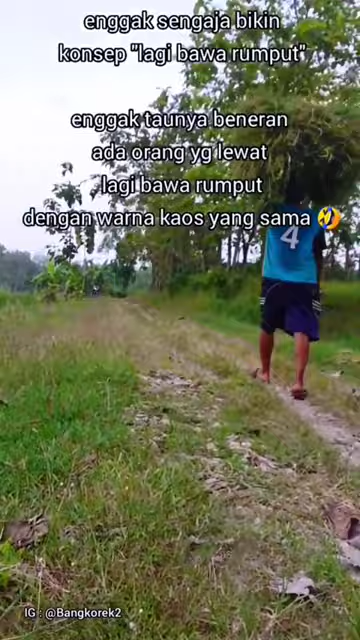 enggak sengaja bikin
konsep "lagi bawa rumput"
enggak taunya beneran
ada orang yg lewat
lagi bawa rumput
dengan warna kaos yang sama 🤣
4
IG : @Bangkorek2